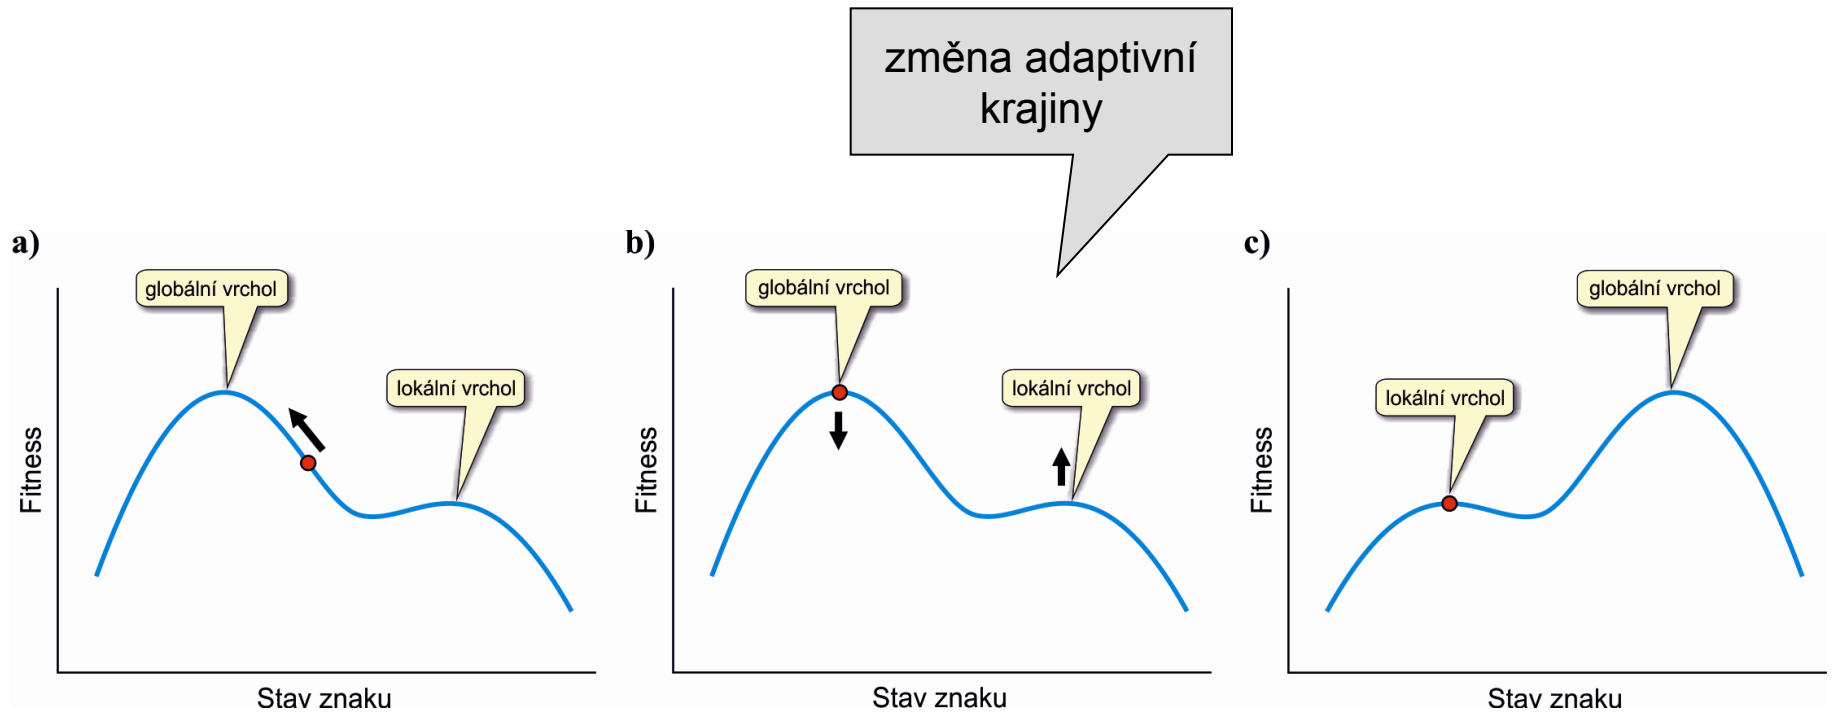 změna adaptivní
krajiny
a)
globální vrchol
lokální vrchol
Fitness
Stav znaku
b)
globální vrchol
lokální vrchol
Fitness
Stav znaku
c)
globální vrchol
lokální vrchol
Fitness
Stav znaku